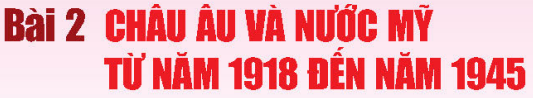 Bài 2 CHÂU ÂU VÀ NƯỚC MỸ
TỪ NĂM 1918 ĐẾN NĂM 1945